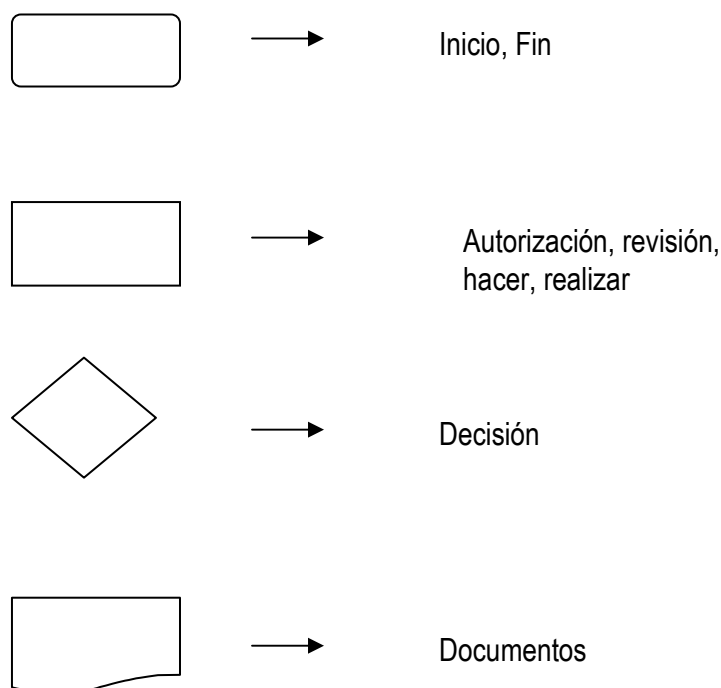 Inicio, Fin
Autorización, revisión,
hacer, realizar
Decisión
Documentos